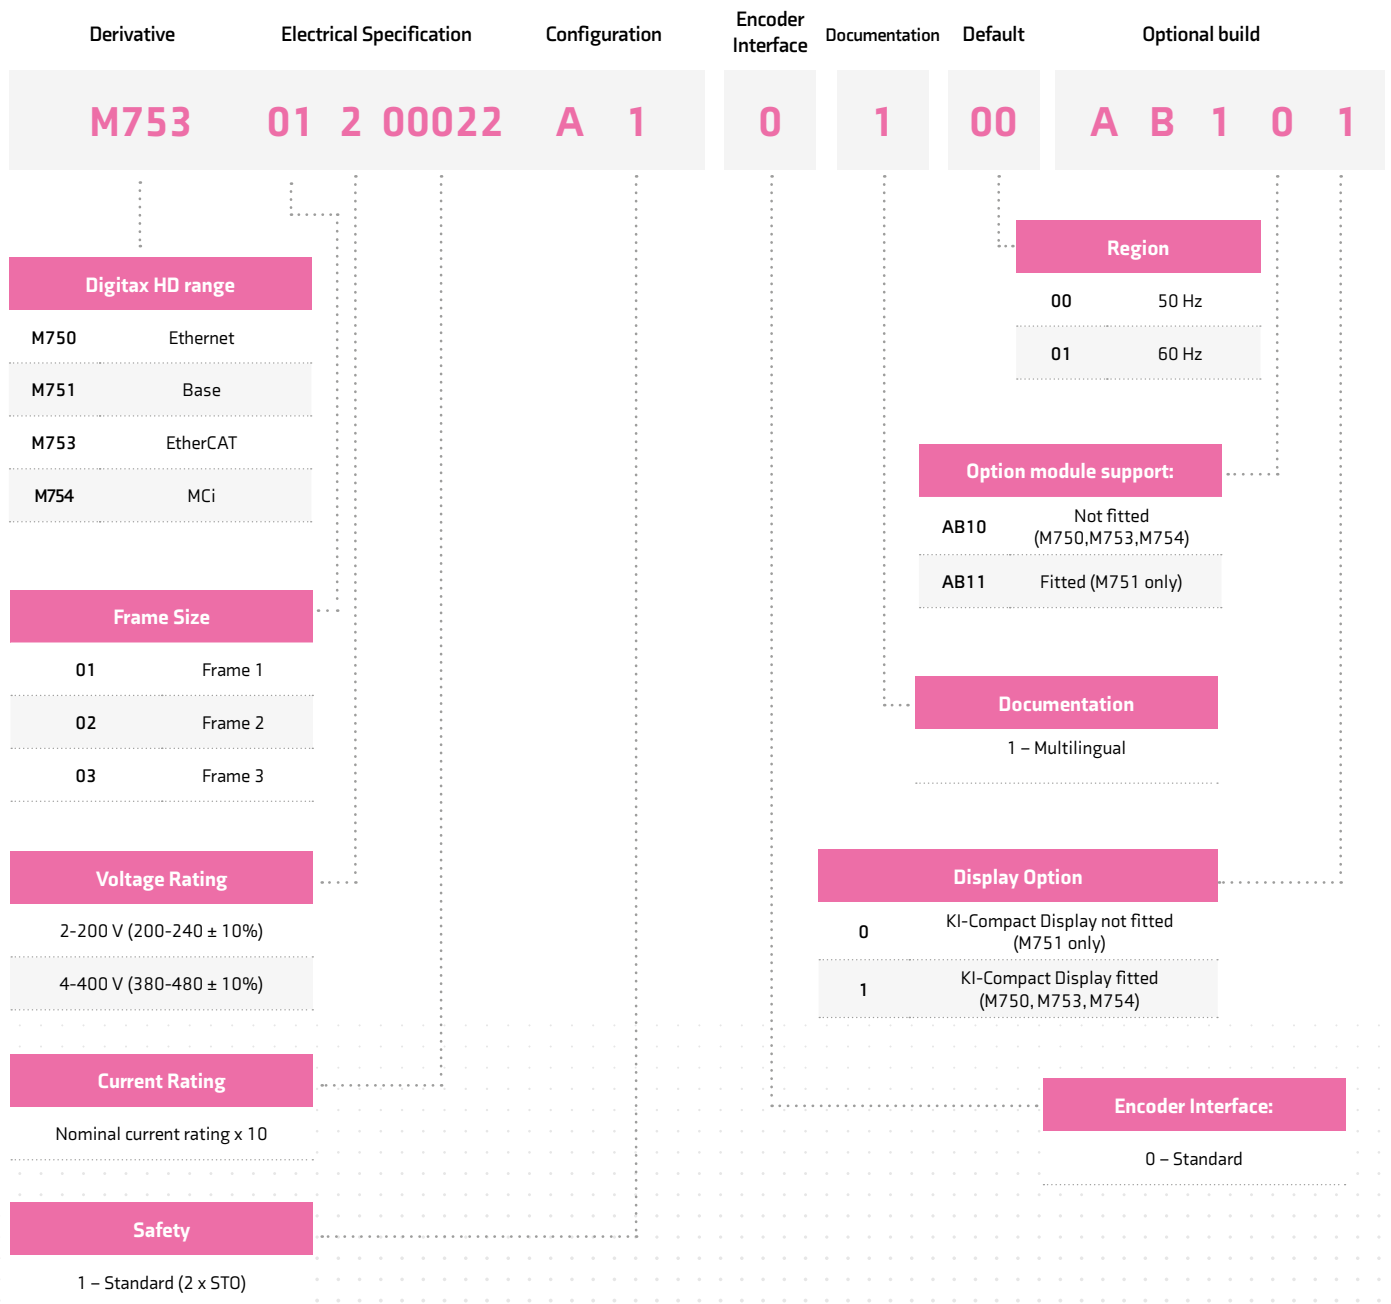 Derivative
Electrical Specification
Configuration
Encoder
Interface
Documentation
Default
Optional build
M753 01 2 00022 A 1 0 1 00 A B 1 0 1
Digitax HD range
M750 Ethernet
M751 Base
M753 EtherCAT
M754 MCi
Frame Size
01 Frame 1
02 Frame 2
03 Frame 3
Voltage Rating
2-200 V (200-240 ± 10%)
4-400 V (380-480 ± 10%)
Current Rating
Nominal current rating x 10
Safety
1 – Standard (2 x STO)
Region
00 50 Hz
01 60 Hz
Option module support:
AB10 Not fitted
(M750,M753,M754)
AB11 Fitted (M751 only)
Documentation
1 – Multilingual
Display Option
0 KI-Compact Display not fitted
(M751 only)
1 KI-Compact Display fitted
(M750, M753, M754)
Encoder Interface:
0 – Standard